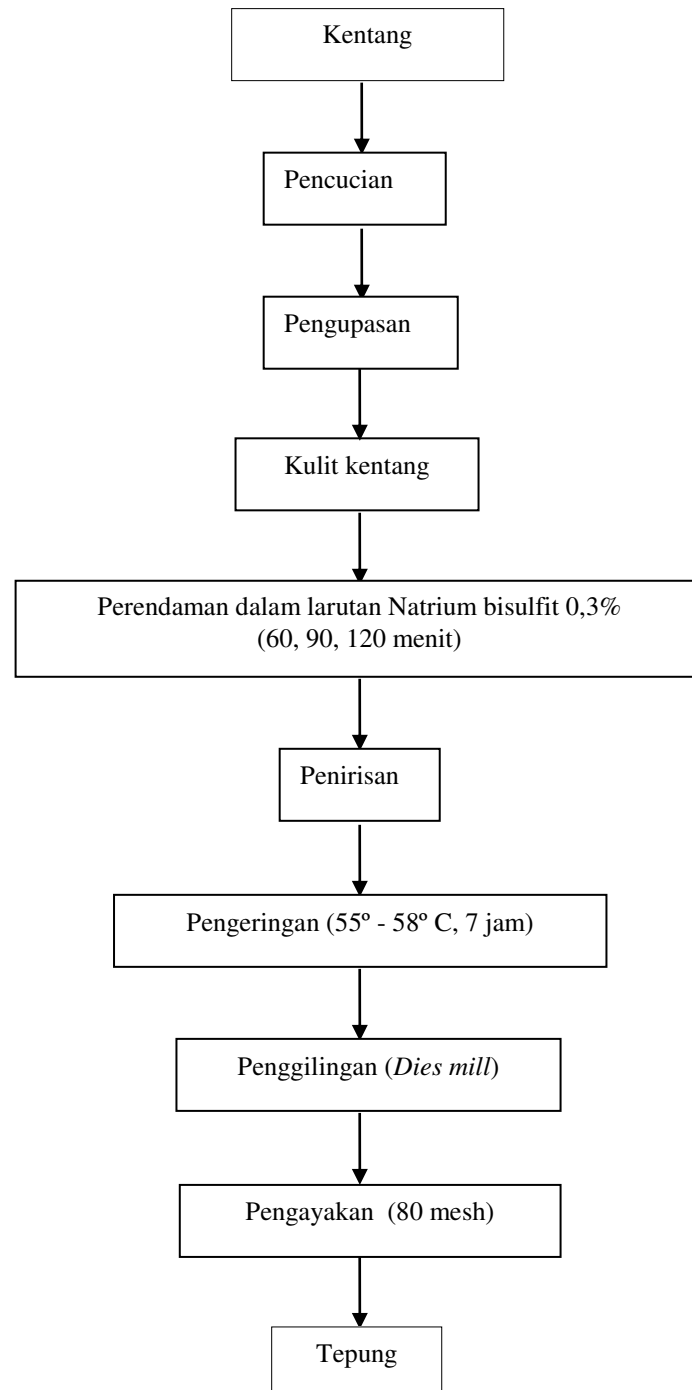 Kentang
Pencucian
Pengupasan
Kulit kentang
Perendaman dalam larutan Natrium bisulfit 0,3%
(60, 90, 120 menit)
Penirisan
Pengeringan (55º - 58º C, 7 jam)
Penggilingan (Dies mill)
Pengayakan  (80 mesh)
Tepung